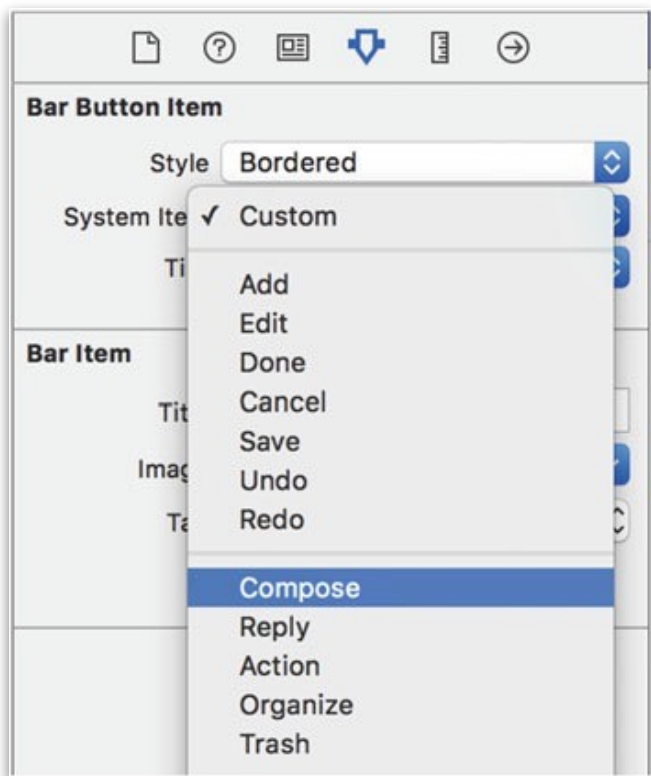 Bar Button Item
Style Bordered
System Ite ✓ Custom
Ti
Add
Edit
Bar Item
Done
Cancel
Tit
Save
Imag
Undo
Ta
Redo
Compose
Reply
Action
Organize
Trash